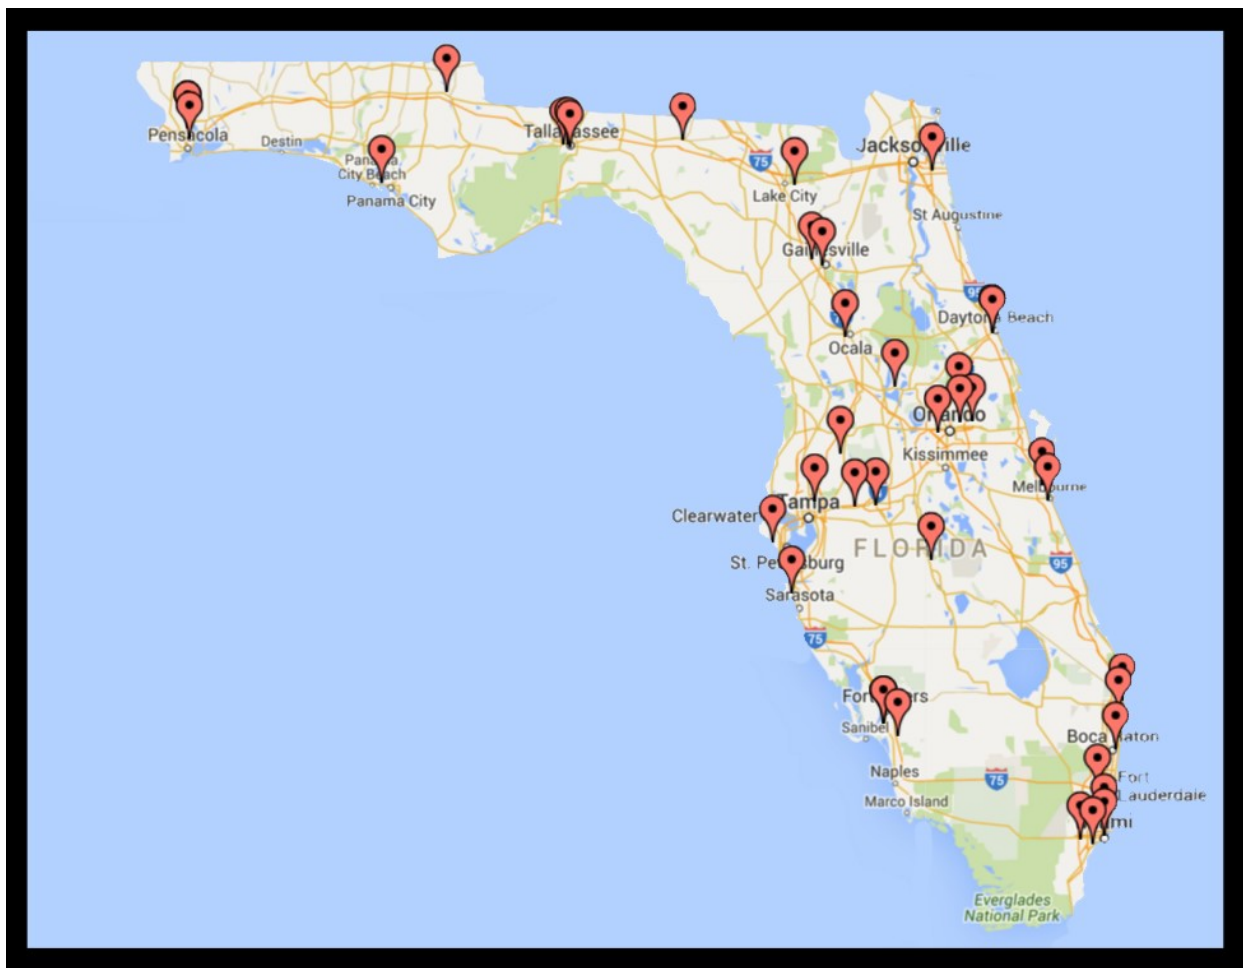 Pensacola
Destin
Panama
City Beach
Panama City
Tallahassee
75
Lake City
Jacksonville
St Augustine
Gainesville
95
Daytona Beach
Ocala
Orlando
Kissimmee
Melbourne
Clearwater
Tampa
FLORIDA
St. Petersburg
95
Sarasota
75
Fort Myers
Sanibel
Boca Raton
Naples
75
Fort
Lauderdale
Marco Island
Miami
Everglades
National Park